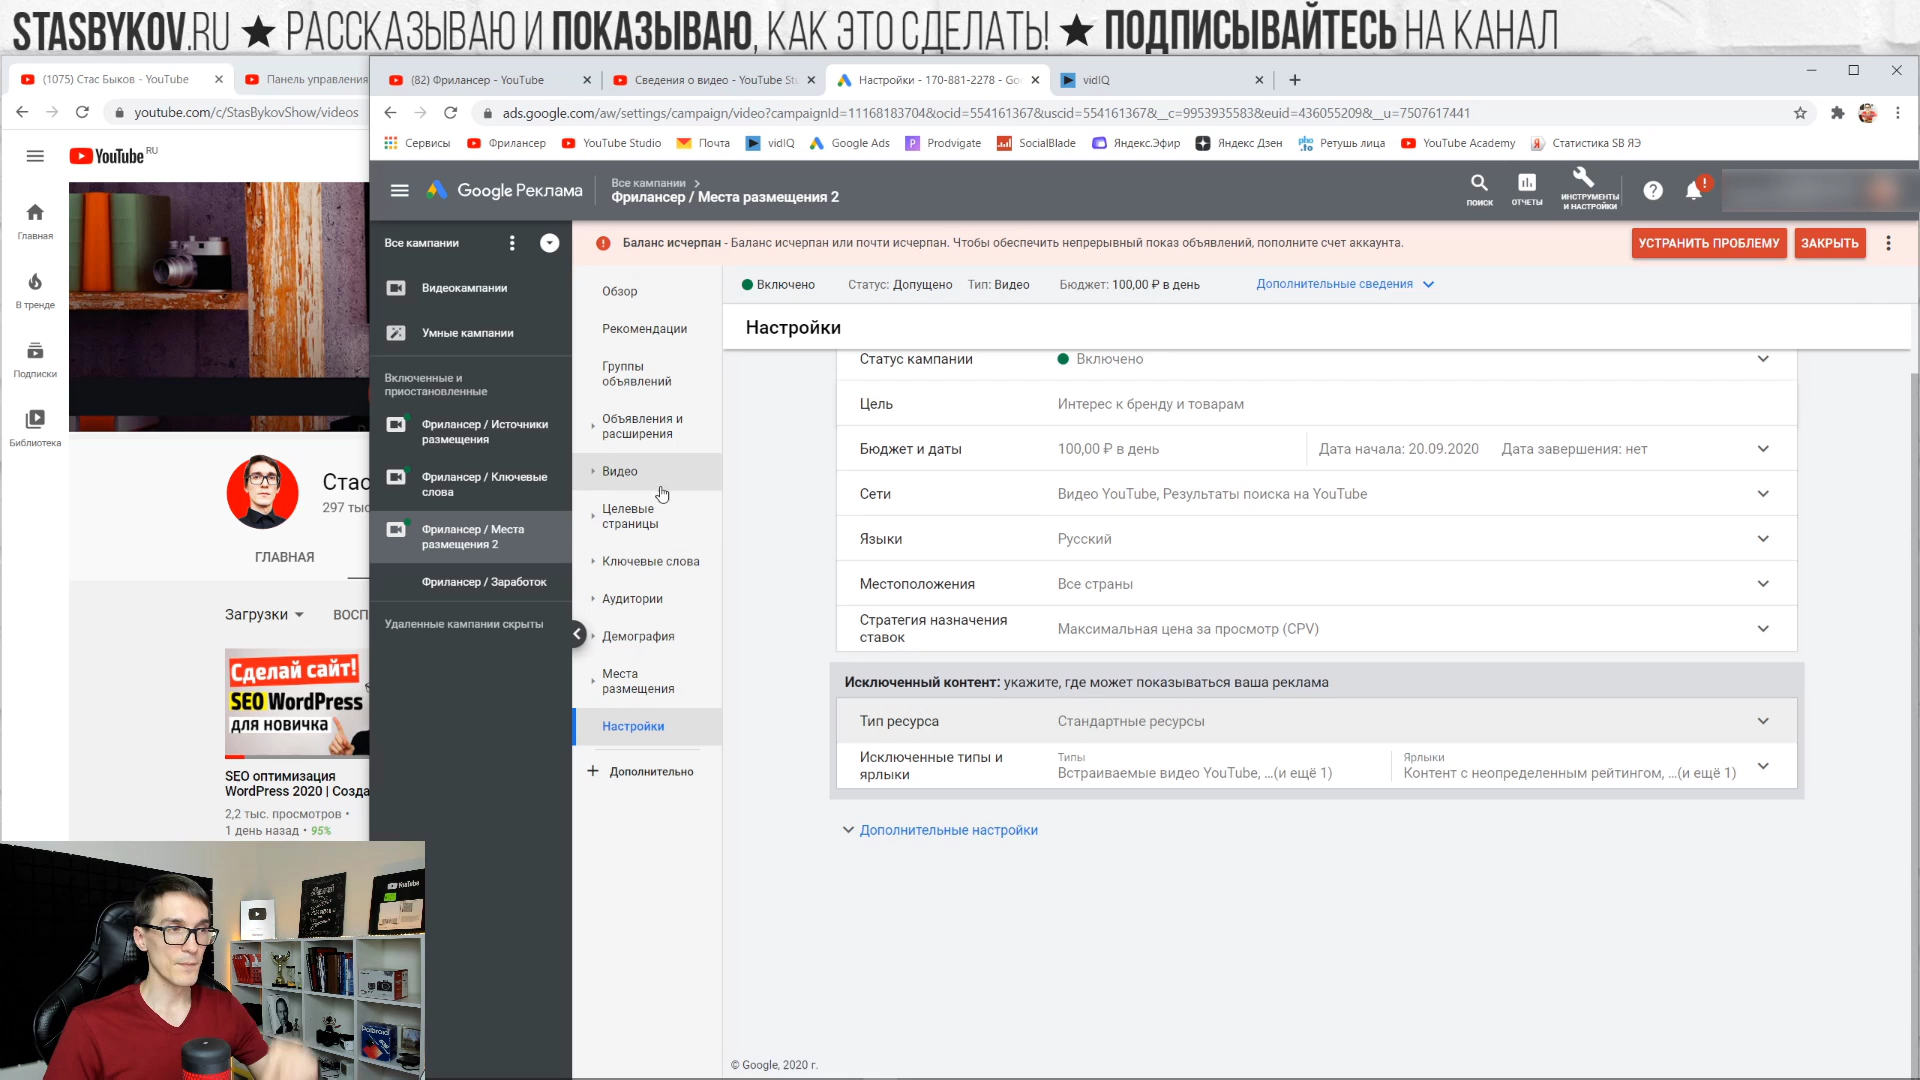 STASBYKOV.RU ★ РАССКАЗЫВАЮ И ПОКАЗЫВАЮ, КАК ЭТО СДЕЛАТЬ! ★ ПОДПИСЫВАЙТЕСЬ НА КАНАЛ
(1075) Стас Быков - YouTube
Панель управления
(82) Фрилансер - YouTube
Сведения о видео - YouTube Stu
Настройки - 170-881-2278 - Goo
vidIQ
youtube.com/c/StasBykovShow/videos
ads.google.com/aw/settings/campaign/video?campaignId=11168183704&ocid=554161367&uscid=554161367&__c=9953935583&euid=436055209&__u=7507617441
Сервисы
Фрилансер
YouTube Studio
Почта
vidIQ
Google Ads
Prodvigate
SocialBlade
Яндекс.Эфир
Яндекс Дзен
Ретушь лица
YouTube Academy
Статистика SB ЯЭ
YouTube RU
Главная
В тренде
Подписки
Библиотека
Стас
297 тыс
ГЛАВНАЯ
Загрузки
ВОСП
Сделай сайт!
SEO WordPress
для новичка
SEO оптимизация
WordPress 2020 | Созда
2,2 тыс. просмотров •
1 день назад • 95%
Google Реклама
Все кампании >
Фрилансер / Места размещения 2
ПОИСК
ОТЧЕТЫ
ИНСТРУМЕНТЫ
И НАСТРОЙКИ
Все кампании
Видеокампании
Умные кампании
Включенные и
приостановленные
Фрилансер / Источники
размещения
Фрилансер / Ключевые
слова
Фрилансер / Места
размещения 2
Фрилансер / Заработок
Удаленные кампании скрыты
Баланс исчерпан - Баланс исчерпан или почти исчерпан. Чтобы обеспечить непрерывный показ объявлений, пополните счет аккаунта.
УСТРАНИТЬ ПРОБЛЕМУ
ЗАКРЫТЬ
Обзор
Рекомендации
Группы
объявлений
Объявления и
расширения
Видео
Целевые
страницы
Ключевые слова
Аудитории
Демография
Места
размещения
Настройки
+ Дополнительно
Включено
Статус: Допущено
Тип: Видео
Бюджет: 100,00 ₽ в день
Дополнительные сведения
Настройки
Статус кампании
Включено
Цель
Интерес к бренду и товарам
Бюджет и даты
100,00 ₽ в день
Дата начала: 20.09.2020
Дата завершения: нет
Сети
Видео YouTube, Результаты поиска на YouTube
Языки
Русский
Местоположения
Все страны
Стратегия назначения
ставок
Максимальная цена за просмотр (CPV)
Исключенный контент: укажите, где может показываться ваша реклама
Тип ресурса
Стандартные ресурсы
Исключенные типы и
ярлыки
Типы
Встраиваемые видео YouTube, ...(и ещё 1)
Ярлыки
Контент с неопределенным рейтингом, ...(и ещё 1)
Дополнительные настройки
© Google, 2020 г.
YouTube
Polaroid